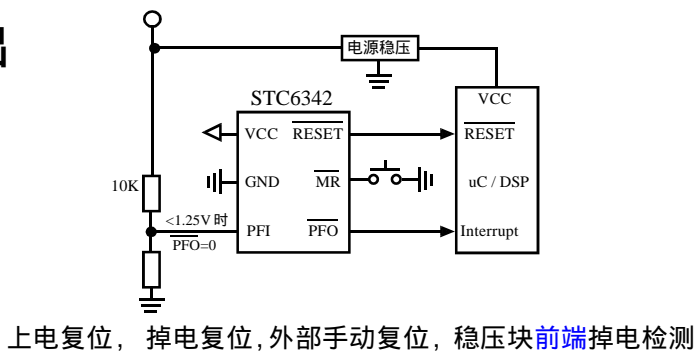 电源稳压
STC6342
VCC
VCC RESET
RESET
10K
GND MR
uC / DSP
<1.25V 时
PFO=0
PFI PFO
Interrupt
上电复位, 掉电复位,外部手动复位, 稳压块前端掉电检测